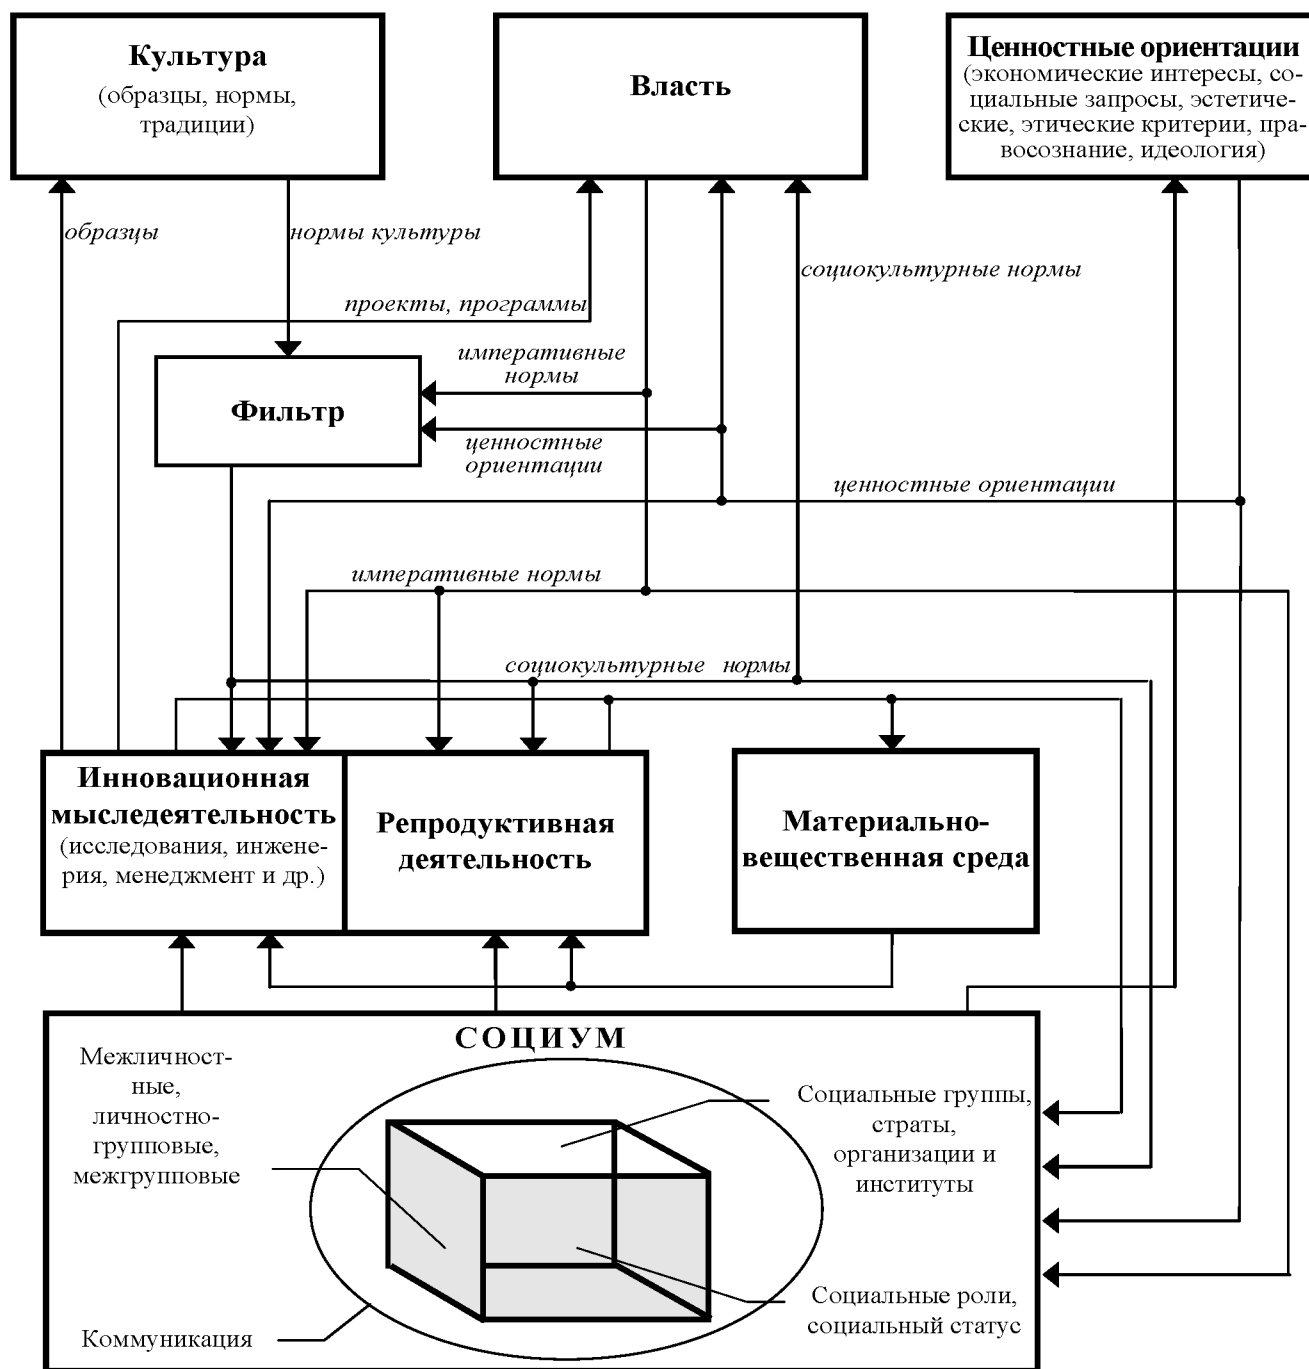 Культура
(образцы, нормы,
традиции)
Власть
Ценностные ориентации
(экономические интересы, со-
циальные запросы, эстетиче-
ские, этические критерии, пра-
восознание, идеология)
образцы
нормы культуры
социокультурные нормы
проекты, программы
императивные
нормы
Фильтр
ценностные
ориентации
ценностные ориентации
императивные нормы
социокультурные нормы
Инновационная
мыследеятельность
(исследования, инжене-
рия, менеджмент и др.)
Репродуктивная
деятельность
Материально-
вещественная среда
СОЦИУМ
Межличност-
ные,
личностно-
групповые,
межгрупповые
Социальные группы,
страты,
организации и
институты
Социальные роли,
социальный статус
Коммуникация